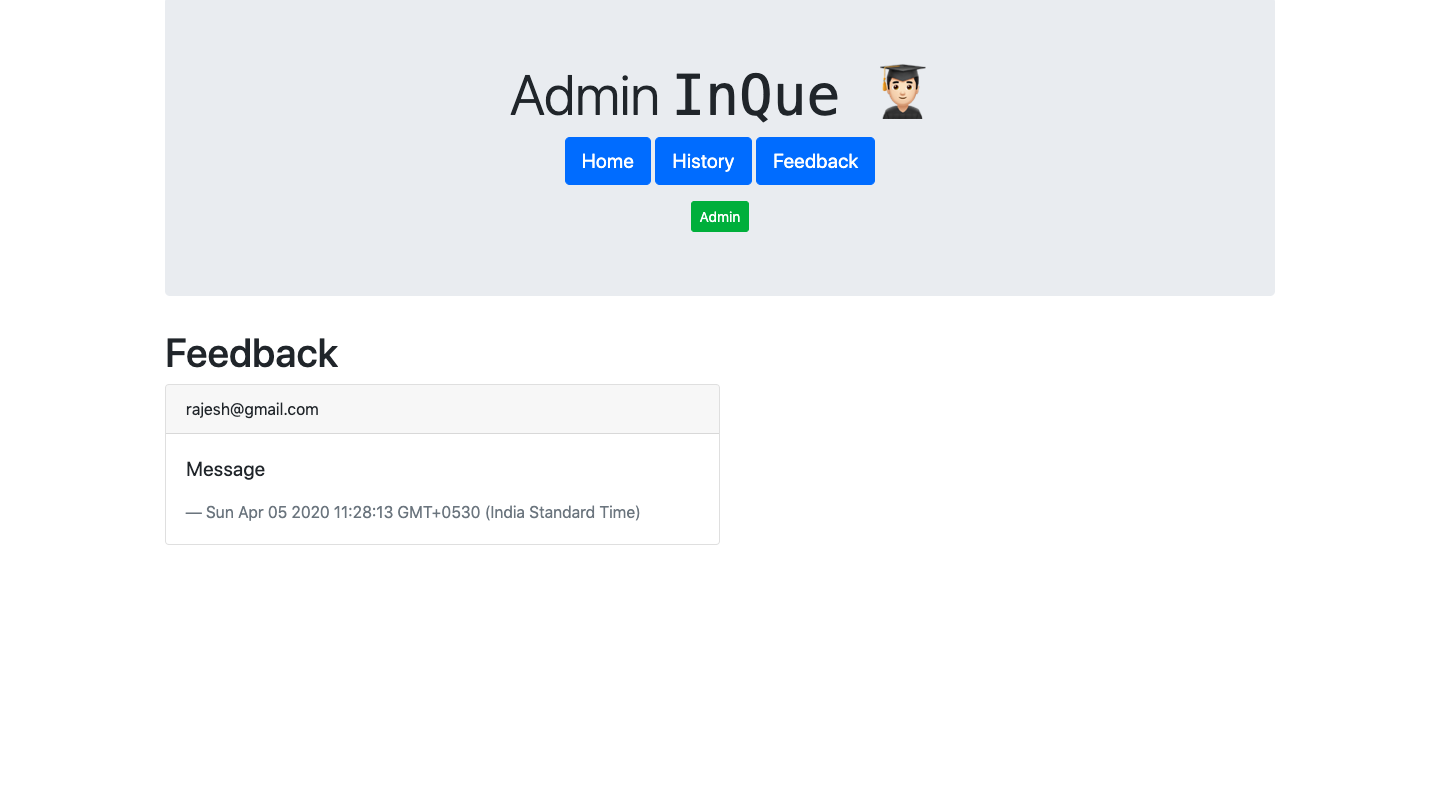 Admin InQue
Home History Feedback
Admin
Feedback
rajesh@gmail.com
Message
— Sun Apr 05 2020 11:28:13 GMT+0530 (India Standard Time)